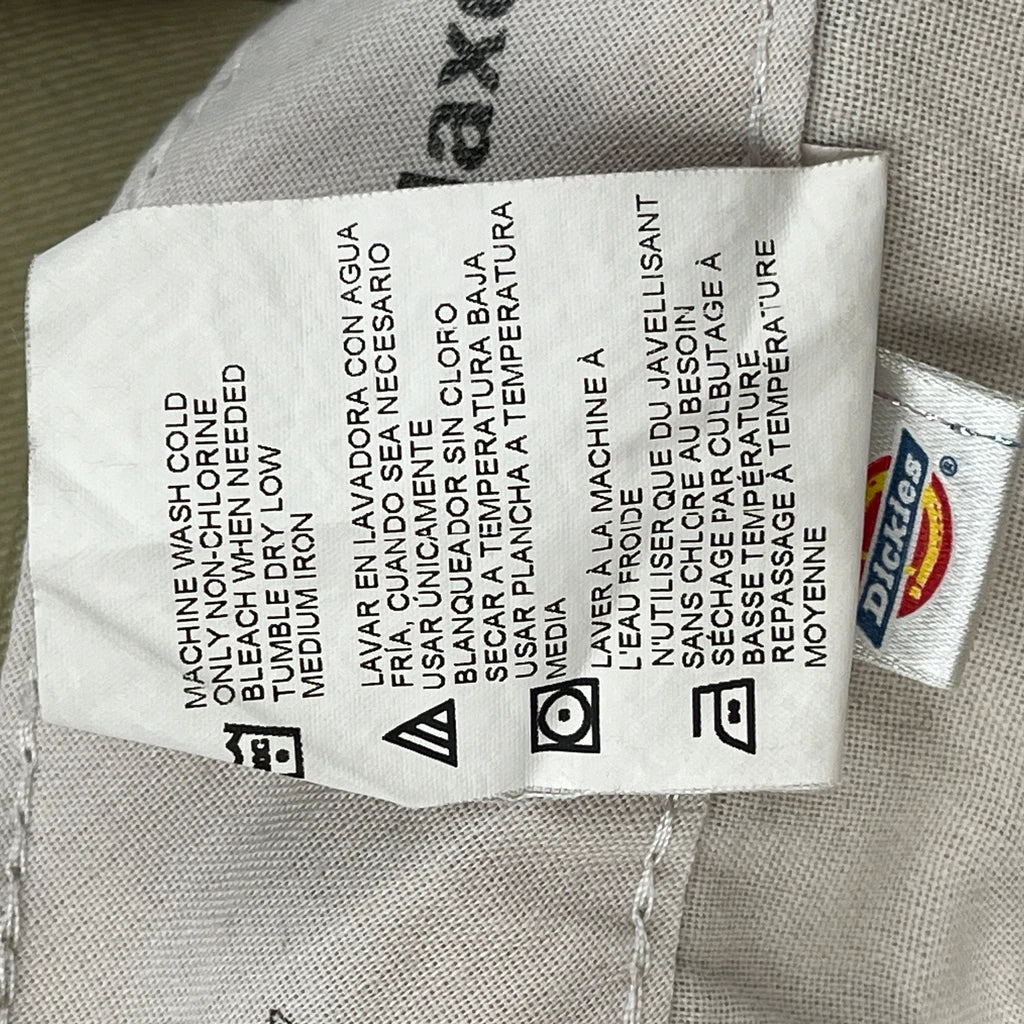 laxe
MACHINE WASH COLD
ONLY NON-CHLORINE
BLEACH WHEN NEEDED
TUMBLE DRY LOW
MEDIUM IRON
LAVAR EN LAVADORA CON AGUA
FRÍA, CUANDO SEA NECESARIO
USAR ÚNICAMENTE
BLANQUEADOR SIN CLORO
SECAR A TEMPERATURA BAJA
USAR PLANCHA A TEMPERATURA
MEDIA
LAVER À LA MACHINE À
L'EAU FROIDE
N'UTILISER QUE DU JAVELLISANT
SANS CHLORE AU BESOIN
SÉCHAGE PAR CULBUTAGE À
BASSE TEMPÉRATURE
REPASSAGE À TEMPÉRATURE
MOYENNE
Dickies®